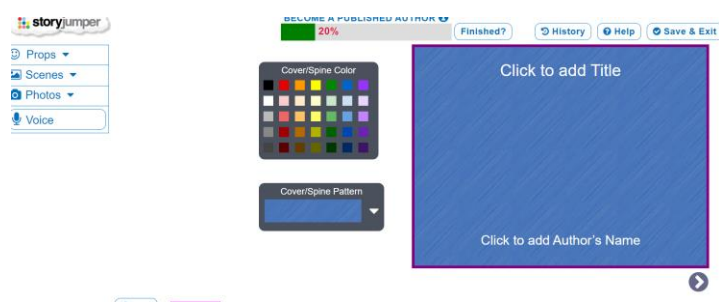 storyjumper
BECOME A PUBLISHED AUTHOR
20%
Finished?
History
Help
Save & Exit
Props
Scenes
Photos
Voice
Cover/Spine Color
Cover/Spine Pattern
Click to add Title
Click to add Author's Name